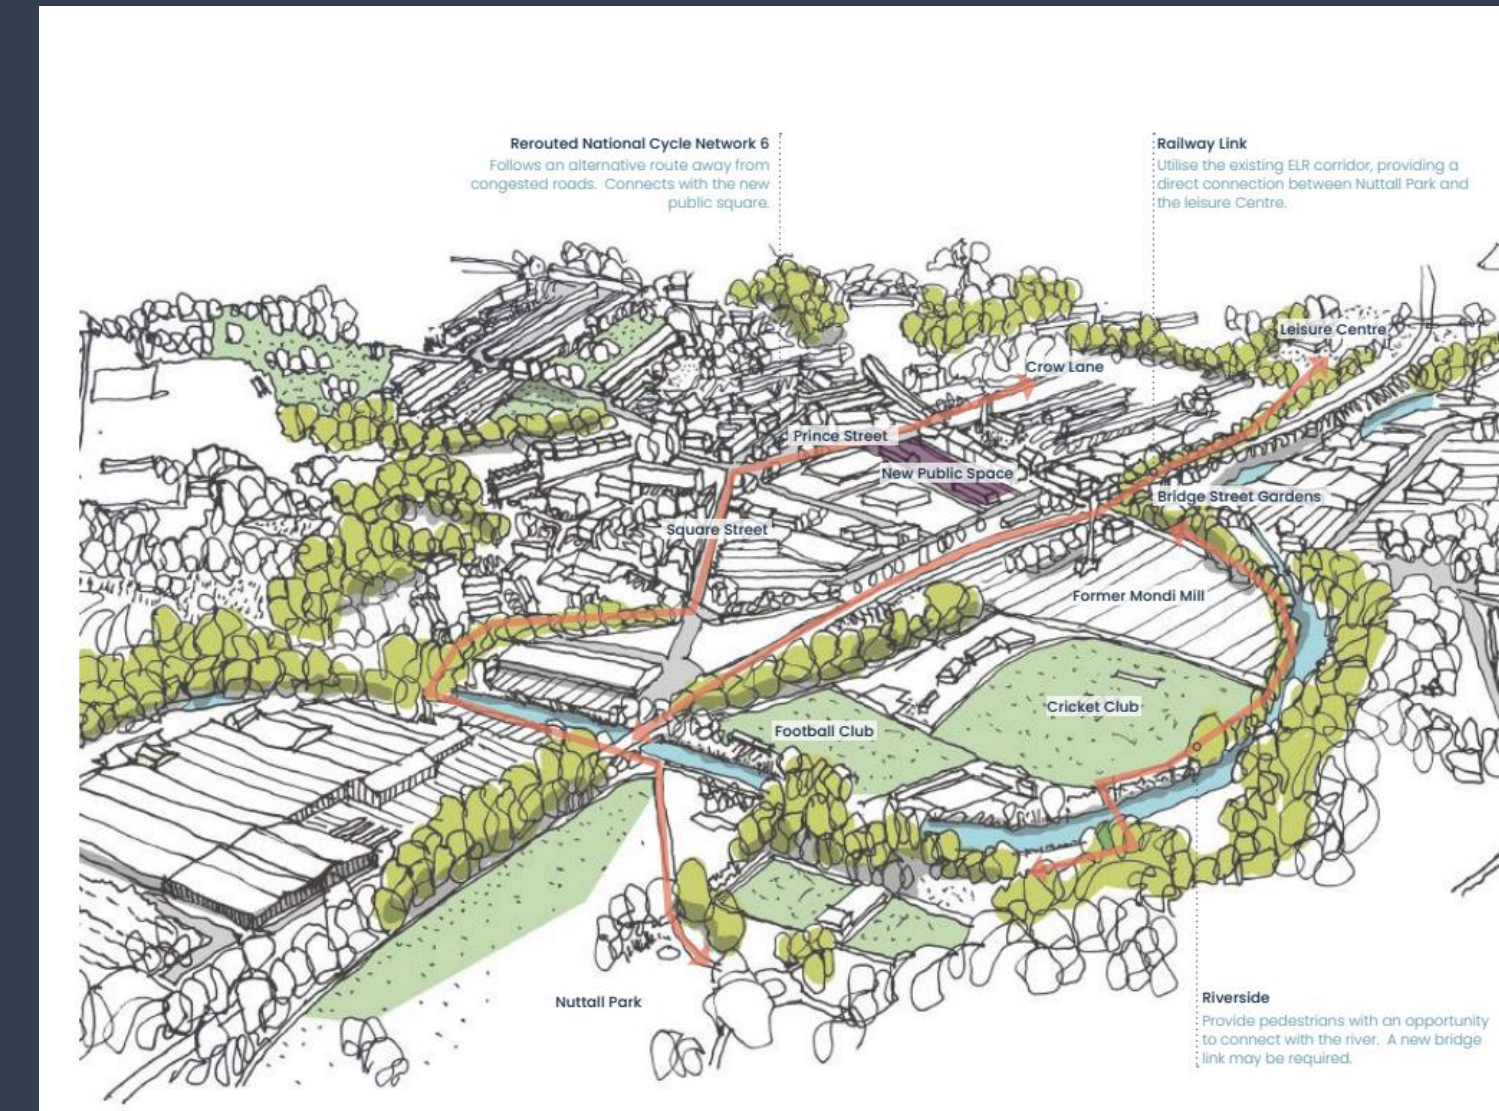 Rerouted National Cycle Network 6
Follows an alternative route away from
congested roads. Connects with the new
public square.
Railway Link
Utilise the existing ELR corridor, providing a
direct connection between Nuttall Park and
the leisure Centre.
Leisure Centre
Crow Lane
Prince Street
New Public Space
Bridge Street Gardens
Square Street
Former Mondi Mill
Cricket Club
Football Club
Nuttall Park
Riverside
Provide pedestrians with an opportunity
to connect with the river. A new bridge
link may be required.